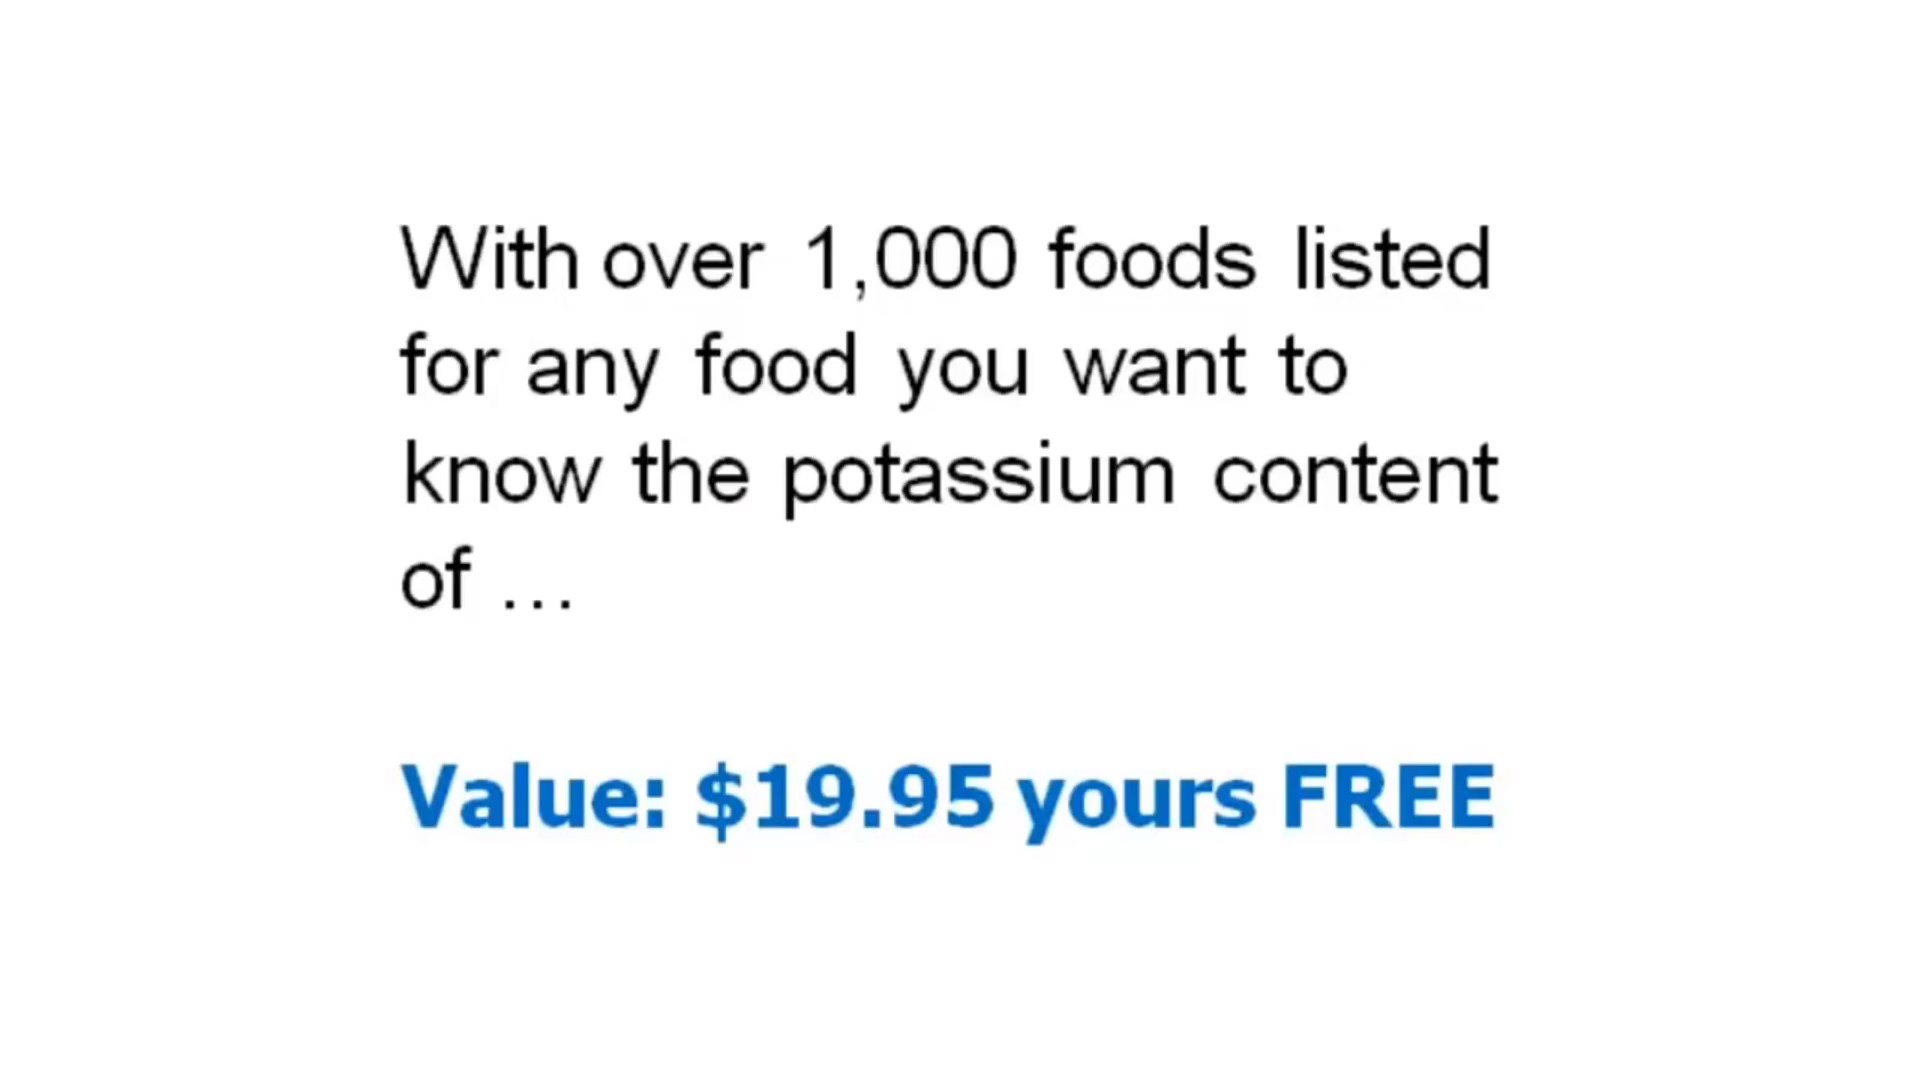 With over 1,000 foods listed
for any food you want to
know the potassium content
of ...
Value: $19.95 yours FREE